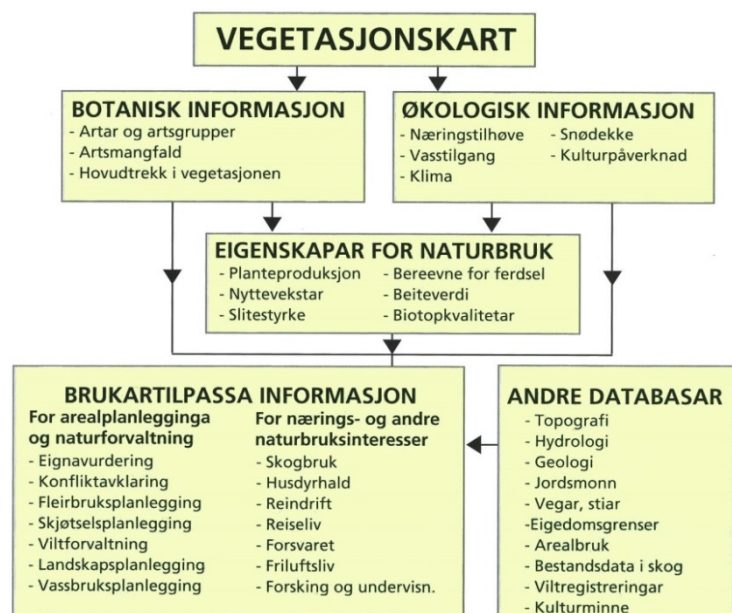 VEGETASJONSKART
BOTANISK INFORMASJON
- Artar og artsgrupper
- Artsmangfald
- Hovudtrekk i vegetasjonen
ØKOLOGISK INFORMASJON
- Næringstilhøve
- Vasstilgang
- Klima
- Snødekke
- Kulturpåverknad
EIGENSKAPAR FOR NATURBRUK
- Planteproduksjon
- Nyttevekstar
- Slitestyrke
- Bereevne for ferdsel
- Beiteverdi
- Biotopkvalitetar
BRUKARTILPASSA INFORMASJON
For arealplanlegginga
og naturforvaltning
- Eignavurdering
- Konfliktavklaring
- Fleirbruksplanlegging
- Skjøtselsplanlegging
- Viltforvaltning
- Landskapsplanlegging
- Vassbruksplanlegging
For nærings- og andre
naturbruksinteresser
- Skogbruk
- Husdyrhald
- Reindrift
- Reiseliv
- Forsvaret
- Friluftsliv
- Forsking og undervisn.
ANDRE DATABASAR
- Topografi
- Hydrologi
- Geologi
- Jordsmonn
- Vegar, stiar
-Eigedomsgrenser
- Arealbruk
- Bestandsdata i skog
- Viltregistreringar
- Kulturminne